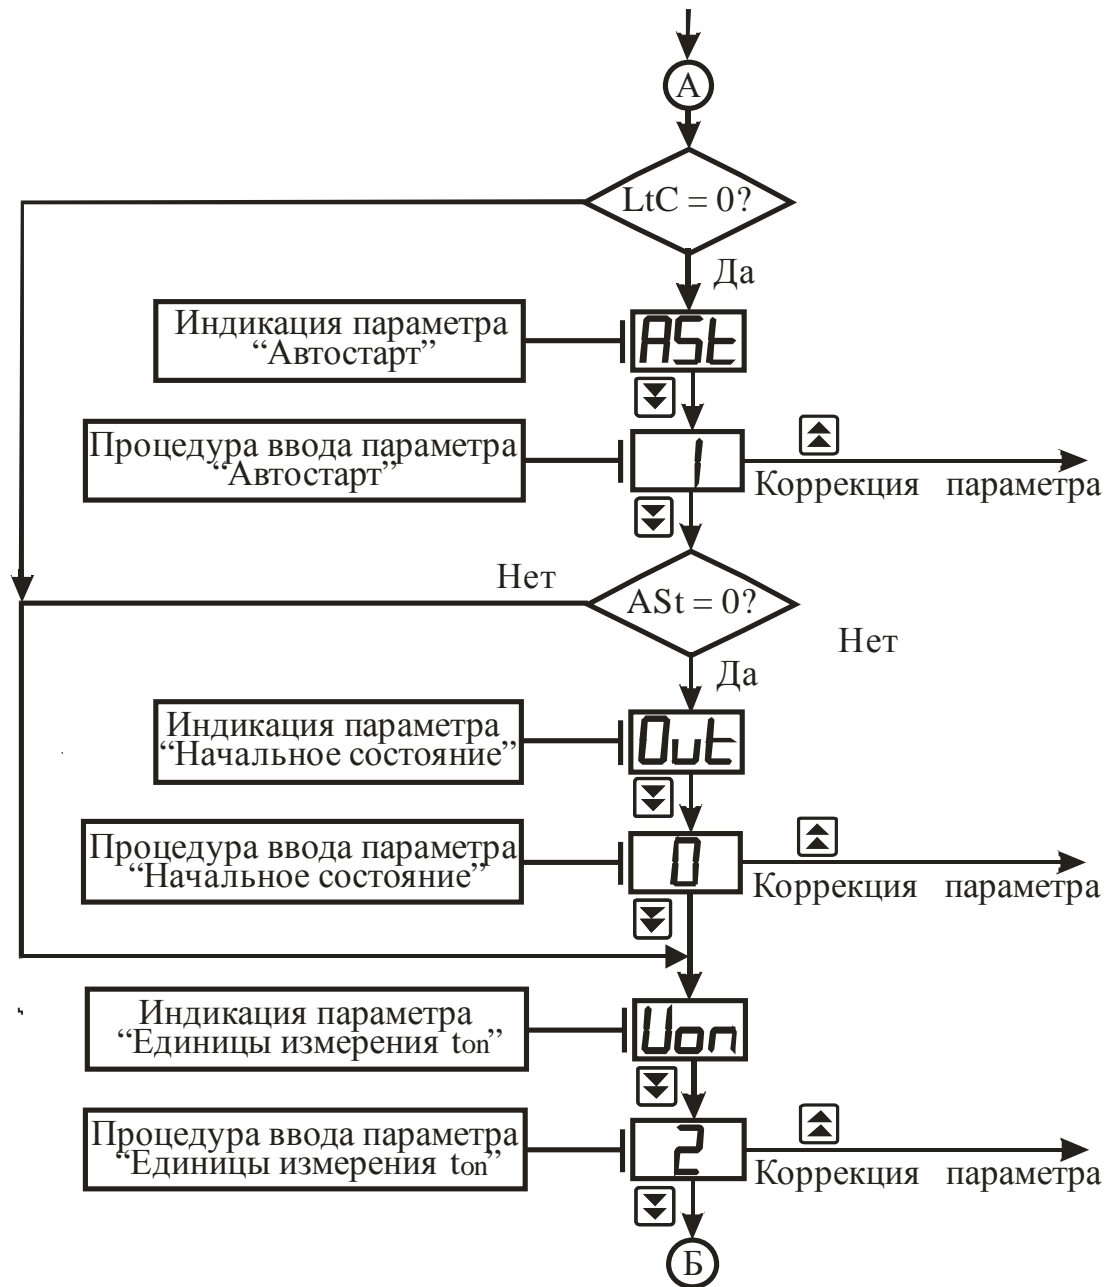 А
LtC = 0?
Да
Индикация параметра
“Автостарт”
ASt
Процедура ввода параметра
“Автостарт”
1
Коррекция параметра
Нет
ASt = 0?
Нет
Да
Индикация параметра
“Начальное состояние”
Out
Процедура ввода параметра
“Начальное состояние”
0
Коррекция параметра
Индикация параметра
“Единицы измерения ton”
Uon
Процедура ввода параметра
“Единицы измерения ton”
2
Коррекция параметра
Б